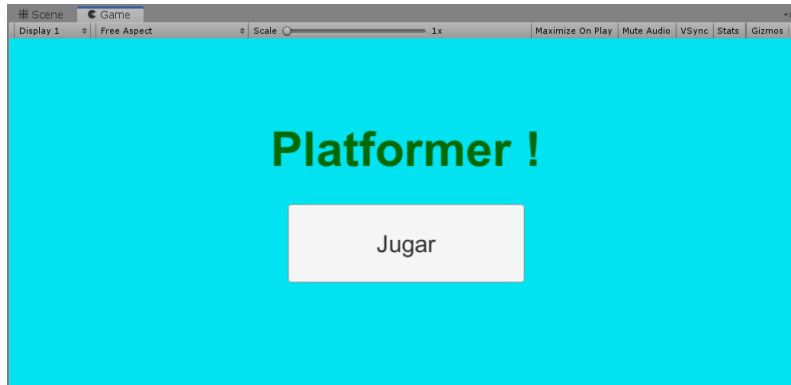 Scene Game
Display 1 Free Aspect Scale 1x Maximize On Play Mute Audio VSync Stats Gizmos
Platformer !
Jugar